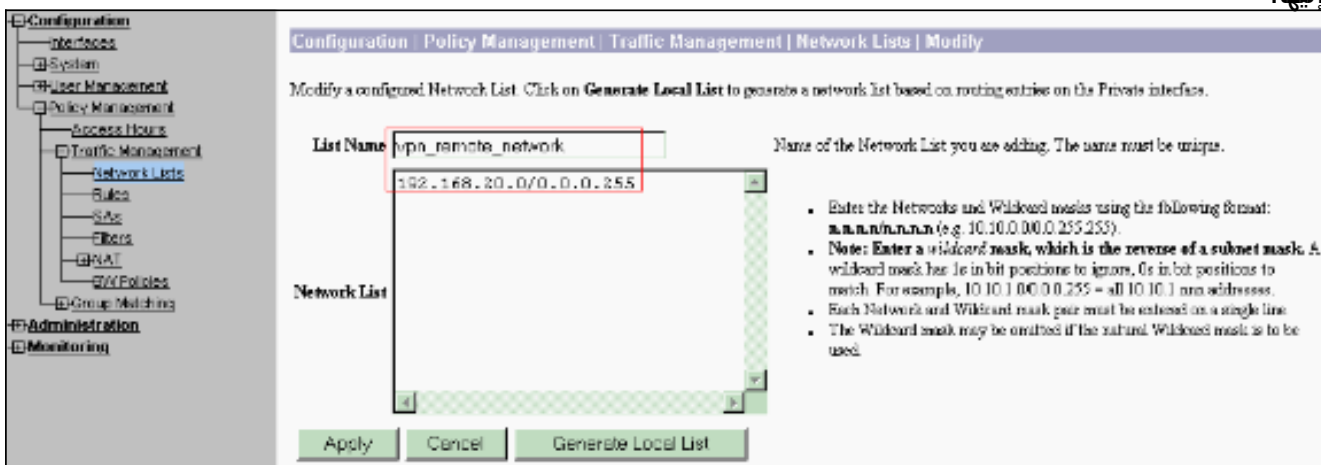 Configuration
Interfaces
System
User Management
Policy Management
Access Hours
Traffic Management
Network Lists
Rules
SAs
Filters
NAT
BW Policies
Group Matching
Administration
Monitoring
Configuration | Policy Management | Traffic Management | Network Lists | Modify
Modify a configured Network List. Click on Generate Local List to generate a network list based on routing entries on the Private interface.
List Name vpn_remote_network Name of the Network List you are adding. The name must be unique.
192.168.20.0/0.0.0.255
Network List
• Enter the Networks and Wildcard masks using the following format:
n.n.n.n/n.n.n.n (e.g. 10.10.0.0/0.0.255.255).
• Note: Enter a wildcard mask, which is the reverse of a subnet mask. A
wildcard mask has 1s in bit positions to ignore, 0s in bit positions to
match. For example, 10.10.1.0/0.0.0.255 = all 10.10.1.nnn addresses.
• Each Network and Wildcard mask pair must be entered on a single line.
• The Wildcard mask may be omitted if the natural Wildcard mask is to be
used.
Apply Cancel Generate Local List